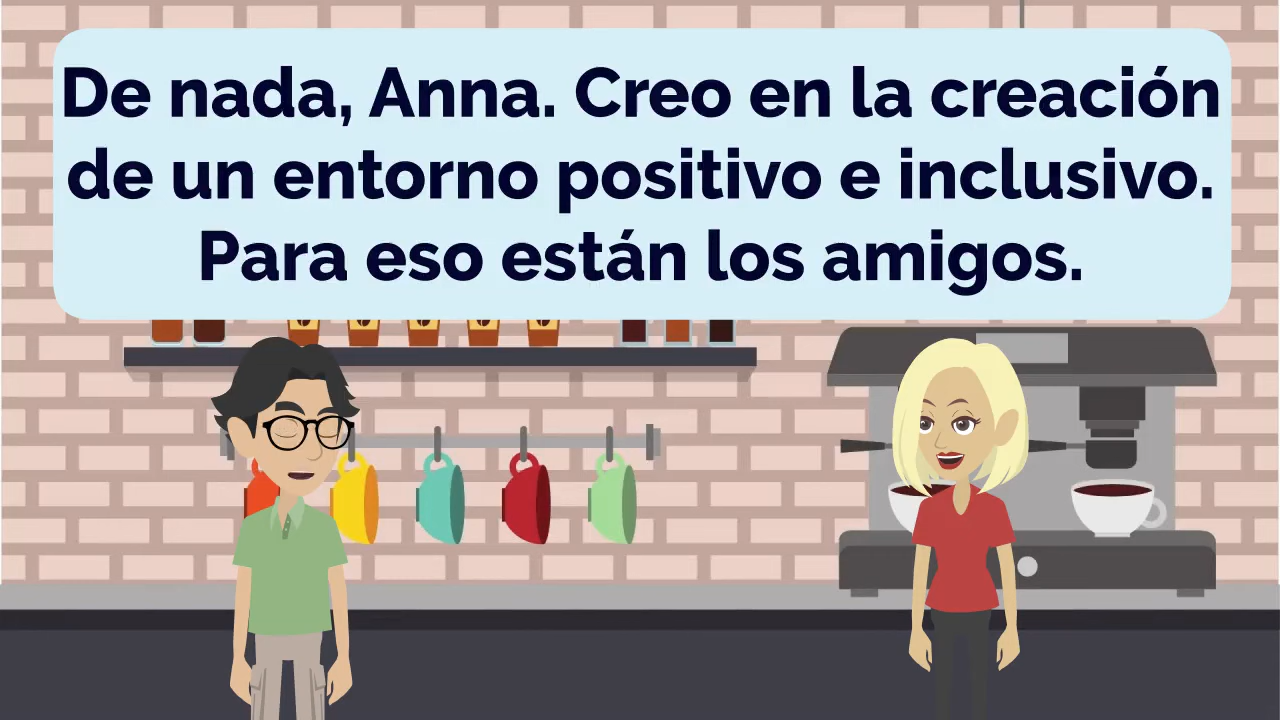 De nada, Anna. Creo en la creación
de un entorno positivo e inclusivo.
Para eso están los amigos.